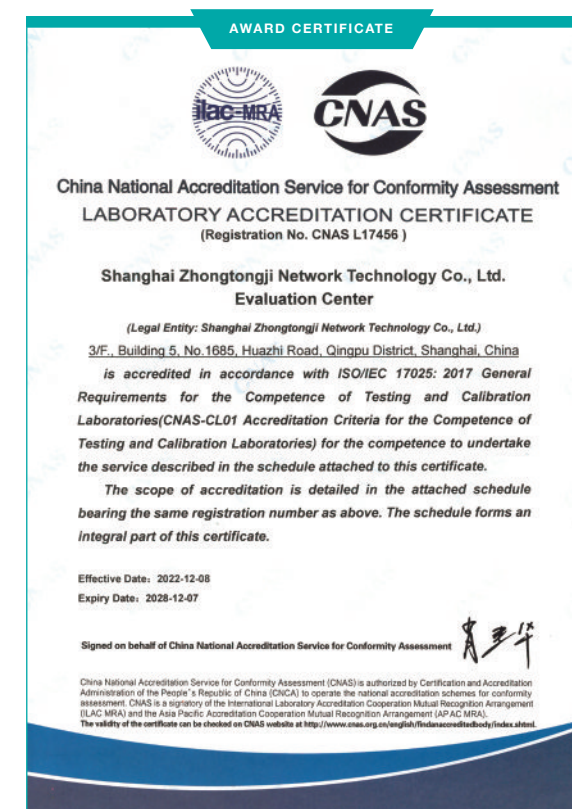 AWARD CERTIFICATE
ilac-MRA
CNAS
China National Accreditation Service for Conformity Assessment
LABORATORY ACCREDITATION CERTIFICATE
(Registration No. CNAS L17456 )
Shanghai Zhongtongji Network Technology Co., Ltd.
Evaluation Center
(Legal Entity: Shanghai Zhongtongji Network Technology Co., Ltd.)
3/F., Building 5, No.1685, Huazhi Road, Qingpu District, Shanghai, China
is accredited in accordance with ISO/IEC 17025: 2017 General
Requirements for the Competence of Testing and Calibration
Laboratories(CNAS-CL01 Accreditation Criteria for the Competence of
Testing and Calibration Laboratories) for the competence to undertake
the service described in the schedule attached to this certificate.
The scope of accreditation is detailed in the attached schedule
bearing the same registration number as above. The schedule forms an
integral part of this certificate.
Effective Date: 2022-12-08
Expiry Date: 2028-12-07
Signed on behalf of China National Accreditation Service for Conformity Assessment
China National Accreditation Service for Conformity Assessment (CNAS) is authorized by Certification and Accreditation
Administration of the People's Republic of China (CNCA) to operate the national accreditation schemes for conformity
assessment. CNAS is a signatory of the International Laboratory Accreditation Cooperation Mutual Recognition Arrangement
(ILAC MRA) and the Asia Pacific Accreditation Cooperation Mutual Recognition Arrangement (APAC MRA).
The validity of the certificate can be checked on CNAS website at http://www.cnas.org.cn/english/findanaccreditedbody/index.shtml.